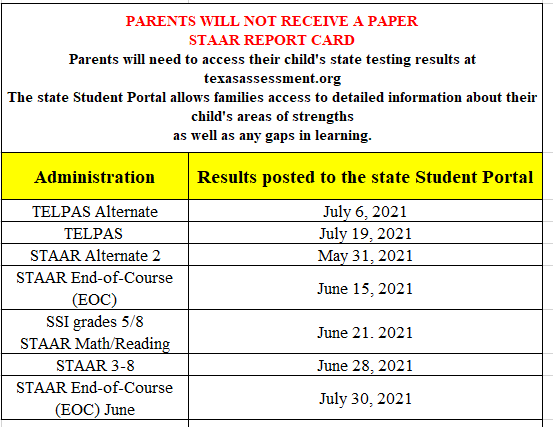 PARENTS WILL NOT RECEIVE A PAPER
STAAR REPORT CARD
Parents will need to access their child's state testing results at
texasassessment.org
The state Student Portal allows families access to detailed information about their
child's areas of strengths
as well as any gaps in learning.
Administration Results posted to the state Student Portal
TELPAS Alternate July 6, 2021
TELPAS July 19, 2021
STAAR Alternate 2 May 31, 2021
STAAR End-of-Course
(EOC) June 15, 2021
SSI grades 5/8
STAAR Math/Reading June 21. 2021
STAAR 3-8 June 28, 2021
STAAR End-of-Course
(EOC) June July 30, 2021